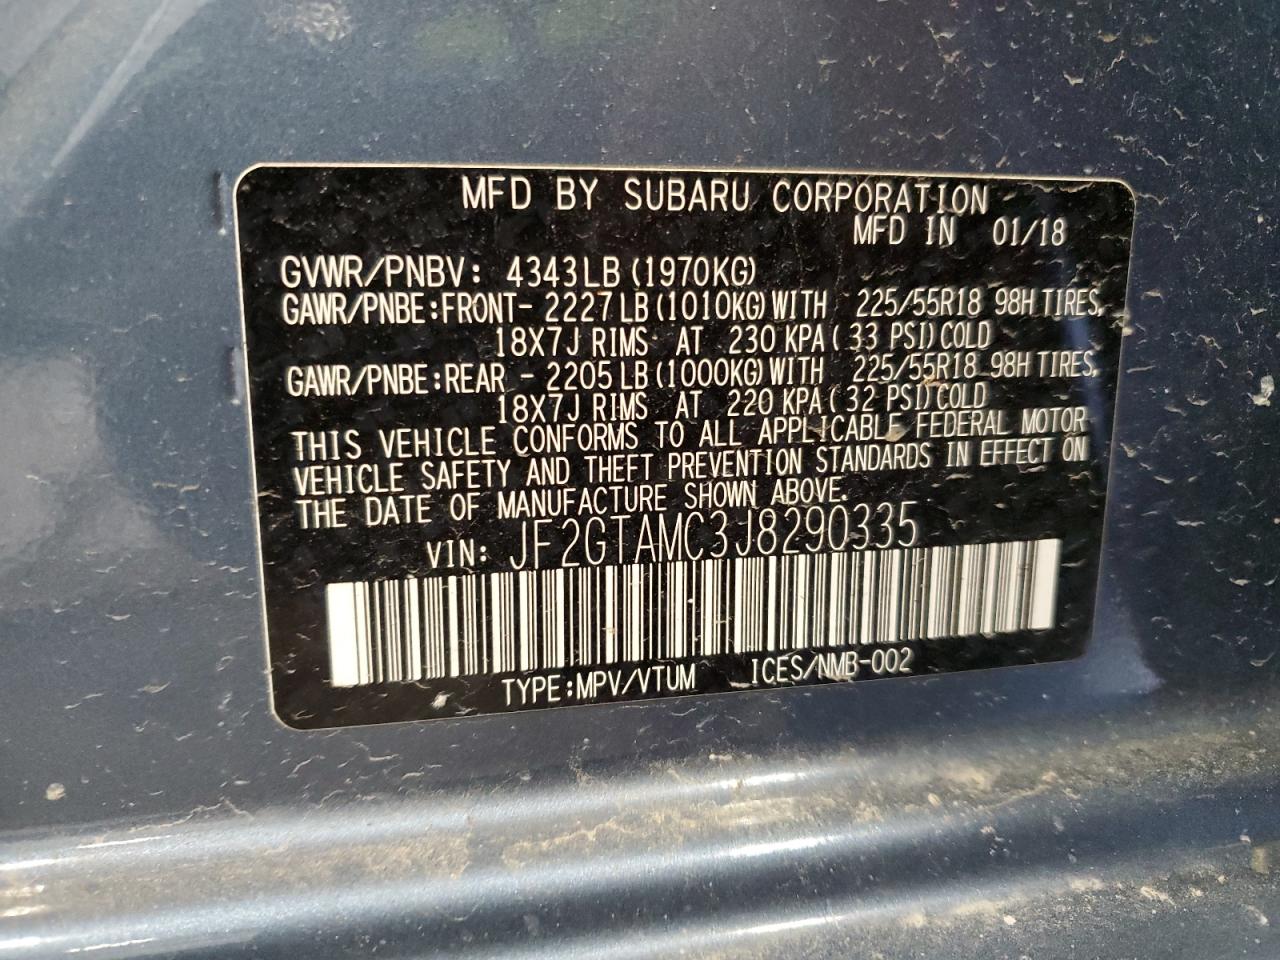 MFD BY SUBARU CORPORATION
MFD IN 01/18
GVWR/PNBV: 4343LB (1970KG)
GAWR/PNBE:FRONT- 2227LB (1010KG) WITH 225/55R18 98H TIRES,
18X7J RIMS AT 230 KPA ( 33 PSI) COLD
GAWR/PNBE:REAR - 2205LB (1000KG) WITH 225/55R18 98H TIRES,
18X7J RIMS AT 220 KPA ( 32 PSI) COLD
THIS VEHICLE CONFORMS TO ALL APPLICABLE FEDERAL MOTOR
VEHICLE SAFETY AND THEFT PREVENTION STANDARDS IN EFFECT ON
THE DATE OF MANUFACTURE SHOWN ABOVE.
VIN: JF2GTAMC3J8290335
TYPE:MPV/VTUM ICES/NMB-002